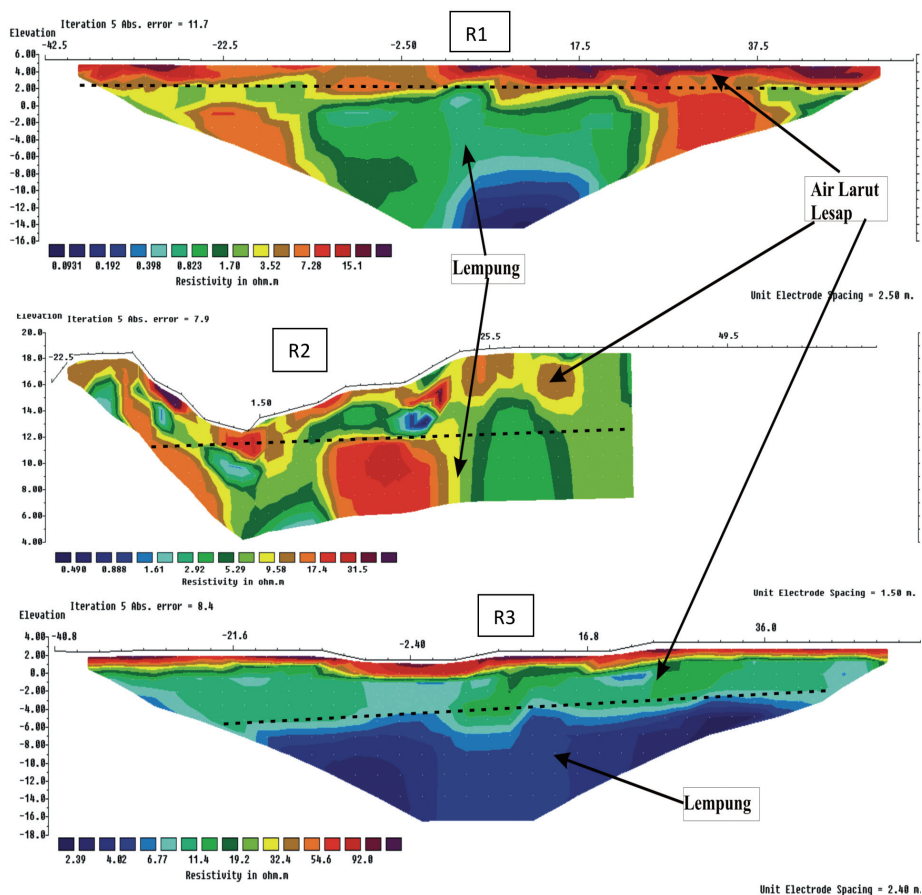 Iteration 5 Abs. error = 11.7
Elevation
R1
-42.5 -22.5 -2.50 17.5 37.5
6.00
4.00
2.00
0.0
-2.00
-4.00
-6.00
-8.00
-10.0
-12.0
-14.0
-16.0
Air Larut
Lesap
Lempung
0.0931 0.192 0.398 0.823 1.70 3.52 7.28 15.1
Resistivity in ohm.m
Unit Electrode Spacing = 2.50 m.
Elevation
Iteration 5 Abs. error = 7.9
R2
20.0
18.0
16.0
14.0
12.0
10.0
8.00
6.00
4.00
-22.5 1.50 25.5 49.5
0.490 0.888 1.61 2.92 5.29 9.58 17.4 31.5
Resistivity in ohm.m
Unit Electrode Spacing = 1.50 m.
Iteration 5 Abs. error = 8.4
Elevation
R3
-40.8 -21.6 -2.40 16.8 36.0
4.00
2.00
0.0
-2.00
-4.00
-6.00
-8.00
-10.0
-12.0
-14.0
-16.0
-18.0
Lempung
2.39 4.02 6.77 11.4 19.2 32.4 54.6 92.0
Resistivity in ohm.m
Unit Electrode Spacing = 2.40 m.